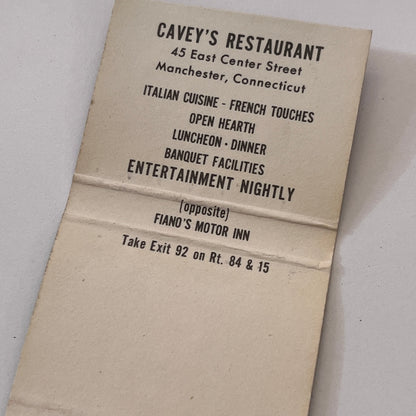 CAVEY'S RESTAURANT
45 East Center Street
Manchester, Connecticut
ITALIAN CUISINE - FRENCH TOUCHES
OPEN HEARTH
LUNCHEON · DINNER
BANQUET FACILITIES
ENTERTAINMENT NIGHTLY
(opposite)
FIANO'S MOTOR INN
Take Exit 92 on Rt. 84 & 15